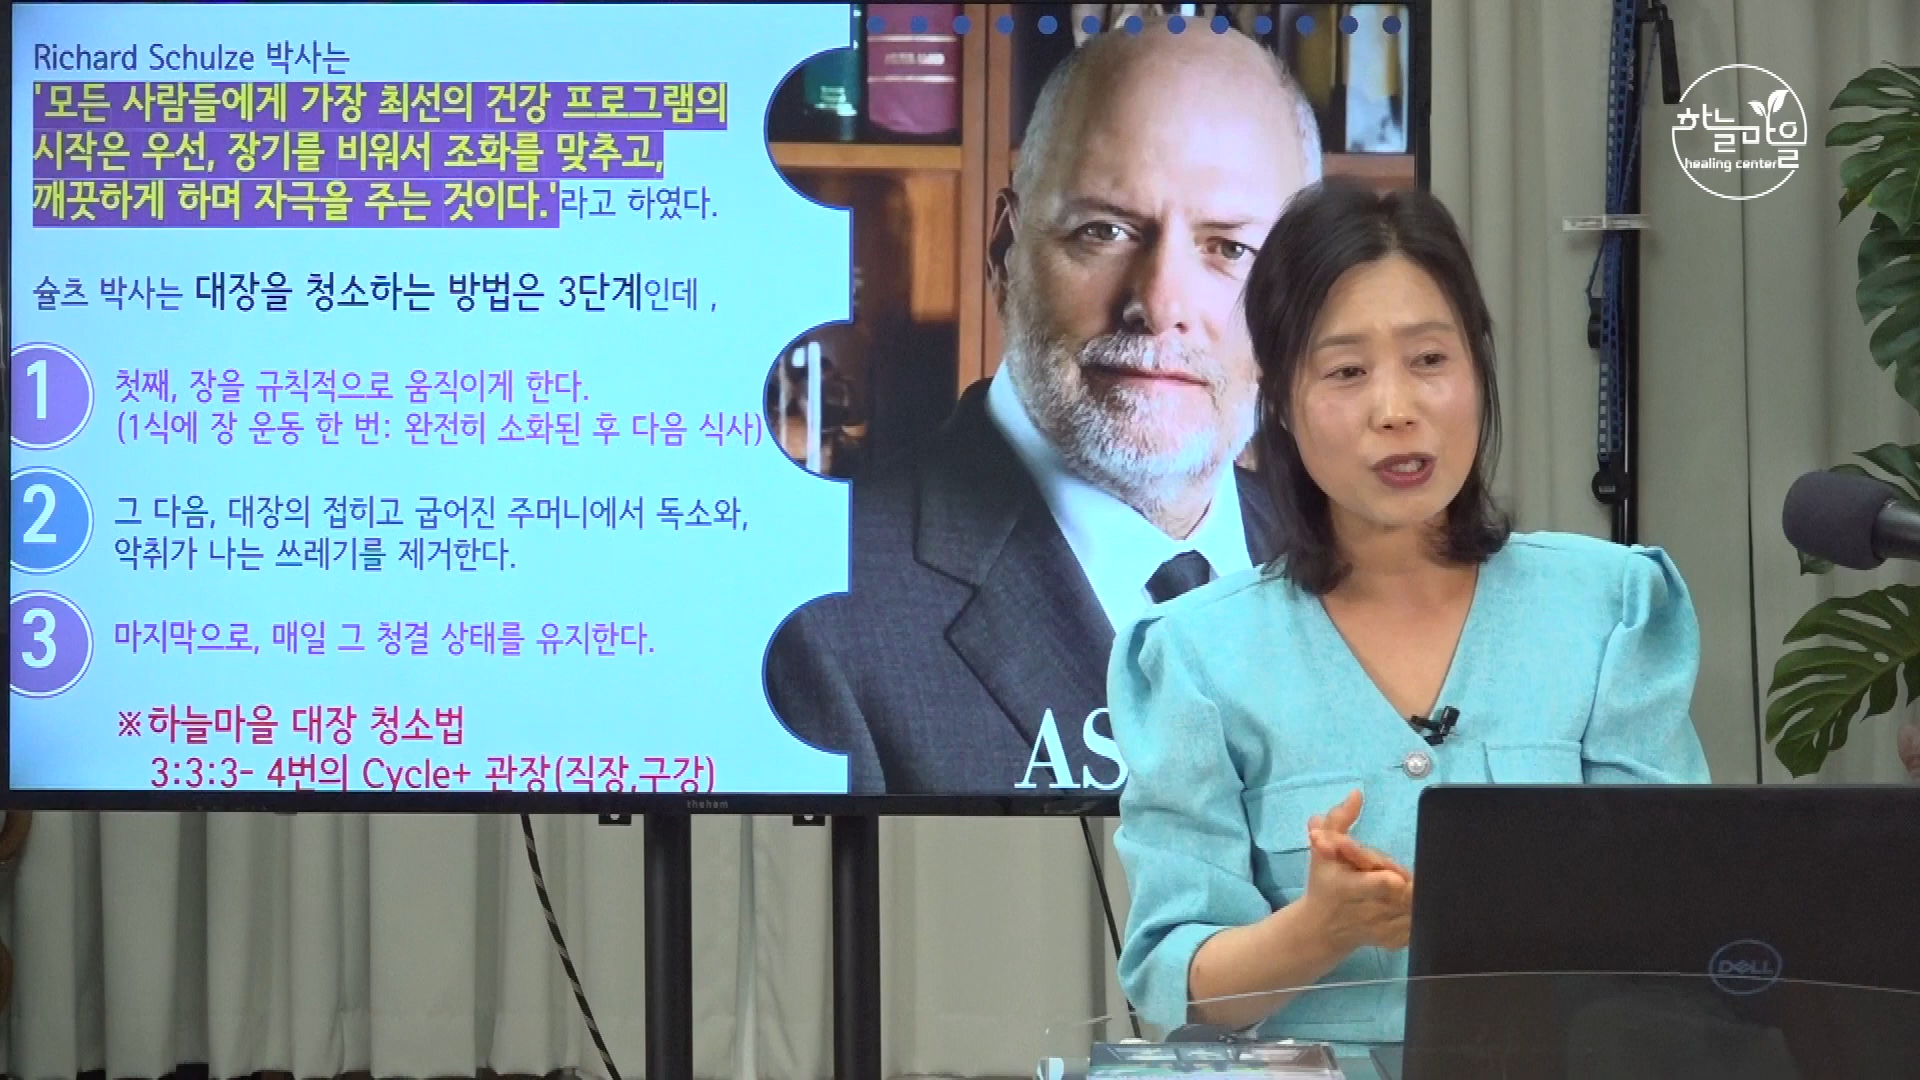 Richard Schulze 박사는
'모든 사람들에게 가장 최선의 건강 프로그램의
시작은 우선, 장기를 비워서 조화를 맞추고,
깨끗하게 하며 자극을 주는 것이다.'라고 하였다.
슐츠 박사는 대장을 청소하는 방법은 3단계인데 ,
1
첫째, 장을 규칙적으로 움직이게 한다.
(1식에 장 운동 한 번: 완전히 소화된 후 다음 식사)
2
그 다음, 대장의 접히고 굽어진 주머니에서 독소와,
악취가 나는 쓰레기를 제거한다.
3
마지막으로, 매일 그 청결 상태를 유지한다.
※하늘마을 대장 청소법
3:3:3- 4번의 Cycle+ 관장(직장,구강)
AS
theham
하늘마을
healing center
DELL